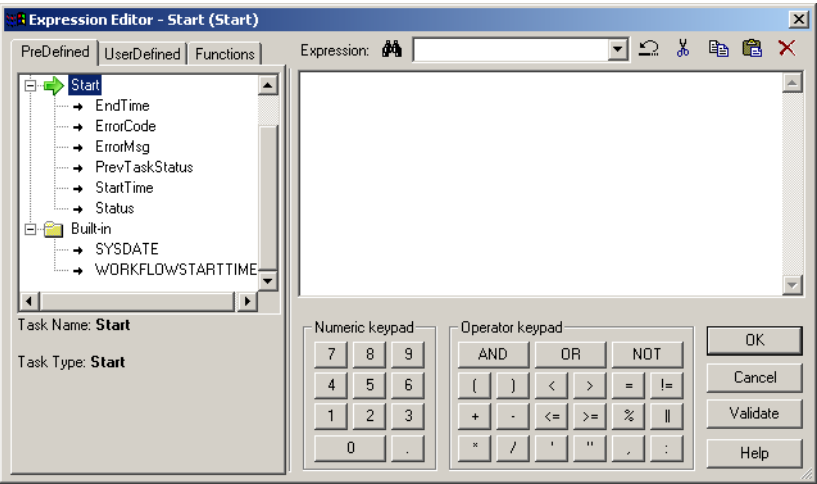 Expression Editor - Start (Start)
PreDefined UserDefined Functions
Expression:
Start
EndTime
ErrorCode
ErrorMsg
PrevTaskStatus
StartTime
Status
Built-in
SYSDATE
WORKFLOWSTARTTIME
Task Name: Start
Task Type: Start
Numeric keypad
7 8 9
4 5 6
1 2 3
0 .
Operator keypad
AND OR NOT
( ) < > = !=
+ - <= >= % ||
* / ' " , :
OK
Cancel
Validate
Help